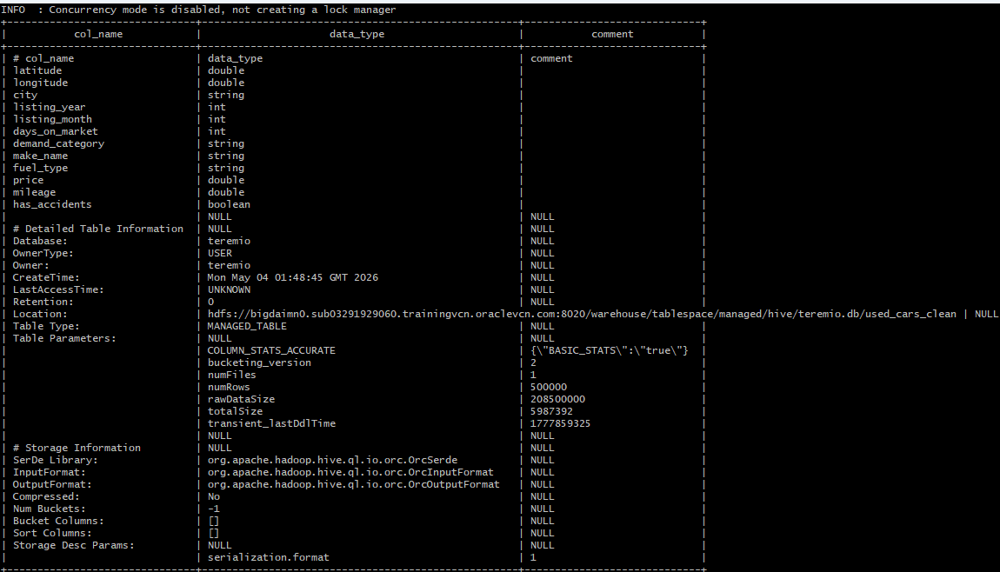 INFO  : Concurrency mode is disabled, not creating a lock manager
+--------------------------------+-----------------------------------------------------+-----------------------------+
|            col_name            |                      data_type                      |           comment           |
+--------------------------------+-----------------------------------------------------+-----------------------------+
| # col_name | data_type | comment |
| latitude | double | |
| longitude | double | |
| city | string | |
| listing_year | int | |
| listing_month | int | |
| days_on_market | int | |
| demand_category | string | |
| make_name | string | |
| fuel_type | string | |
| price | double | |
| mileage | double | |
| has_accidents | boolean | |
| | NULL | NULL |
| # Detailed Table Information | NULL | NULL |
| Database: | teremio | NULL |
| OwnerType: | USER | NULL |
| Owner: | teremio | NULL |
| CreateTime: | Mon May 04 01:48:45 GMT 2026 | NULL |
| LastAccessTime: | UNKNOWN | NULL |
| Retention: | 0 | NULL |
| Location: | hdfs://bigdaimn0.sub03291929060.trainingvcn.oraclevcn.com:8020/warehouse/tablespace/managed/hive/teremio.db/used_cars_clean | NULL
| Table Type: | MANAGED_TABLE | NULL |
| Table Parameters: | NULL | NULL |
| | COLUMN_STATS_ACCURATE | {\"BASIC_STATS\":\"true\"} |
| | bucketing_version | 2 |
| | numFiles | 1 |
| | numRows | 500000 |
| | rawDataSize | 208500000 |
| | totalSize | 5987392 |
| | transient_lastDdlTime | 1777859325 |
| | NULL | NULL |
| # Storage Information | NULL | NULL |
| SerDe Library: | org.apache.hadoop.hive.ql.io.orc.OrcSerde | NULL |
| InputFormat: | org.apache.hadoop.hive.ql.io.orc.OrcInputFormat | NULL |
| OutputFormat: | org.apache.hadoop.hive.ql.io.orc.OrcOutputFormat | NULL |
| Compressed: | No | NULL |
| Num Buckets: | -1 | NULL |
| Bucket Columns: | [] | NULL |
| Sort Columns: | [] | NULL |
| Storage Desc Params: | NULL | NULL |
| | serialization.format | 1 |
+--------------------------------+-----------------------------------------------------+-----------------------------+